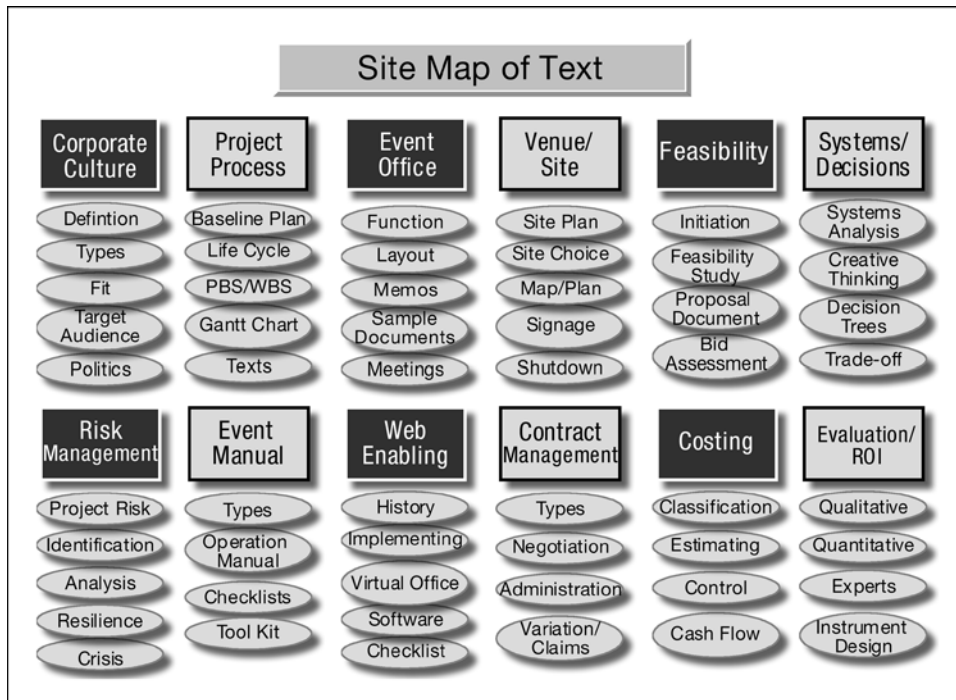 Site Map of Text
Corporate
Culture
Defintion
Types
Fit
Target
Audience
Politics
Project
Process
Baseline Plan
Life Cycle
PBS/WBS
Gantt Chart
Texts
Event
Office
Function
Layout
Memos
Sample
Documents
Meetings
Venue/
Site
Site Plan
Site Choice
Map/Plan
Signage
Shutdown
Feasibility
Initiation
Feasibility
Study
Proposal
Document
Bid
Assessment
Systems/
Decisions
Systems
Analysis
Creative
Thinking
Decision
Trees
Trade-off
Risk
Management
Project Risk
Identification
Analysis
Resilience
Crisis
Event
Manual
Types
Operation
Manual
Checklists
Tool Kit
Web
Enabling
History
Implementing
Virtual Office
Software
Checklist
Contract
Management
Types
Negotiation
Administration
Variation/
Claims
Costing
Classification
Estimating
Control
Cash Flow
Evaluation/
ROI
Qualitative
Quantitative
Experts
Instrument
Design